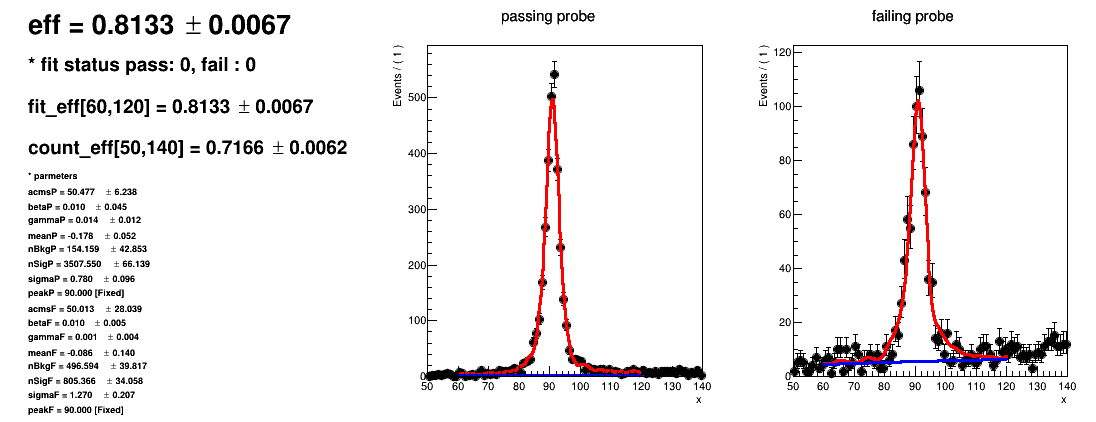 eff = 0.8133 ± 0.0067
* fit status pass: 0, fail : 0
fit_eff[60,120] = 0.8133 ± 0.0067
count_eff[50,140] = 0.7166 ± 0.0062
* parmeters
acmsP = 50.477 ± 6.238
betaP = 0.010 ± 0.045
gammaP = 0.014 ± 0.012
meanP = -0.178 ± 0.052
nBkgP = 154.159 ± 42.853
nSigP = 3507.550 ± 66.139
sigmaP = 0.780 ± 0.096
peakP = 90.000 [Fixed]
acmsF = 50.013 ± 28.039
betaF = 0.010 ± 0.005
gammaF = 0.001 ± 0.004
meanF = -0.086 ± 0.140
nBkgF = 496.594 ± 39.817
nSigF = 805.366 ± 34.058
sigmaF = 1.270 ± 0.207
peakF = 90.000 [Fixed]
passing probe
Events / ( 1 )
500
400
300
200
100
0
50 60 70 80 90 100 110 120 130 140
x
failing probe
Events / ( 1 )
120
100
80
60
40
20
0
50 60 70 80 90 100 110 120 130 140
x